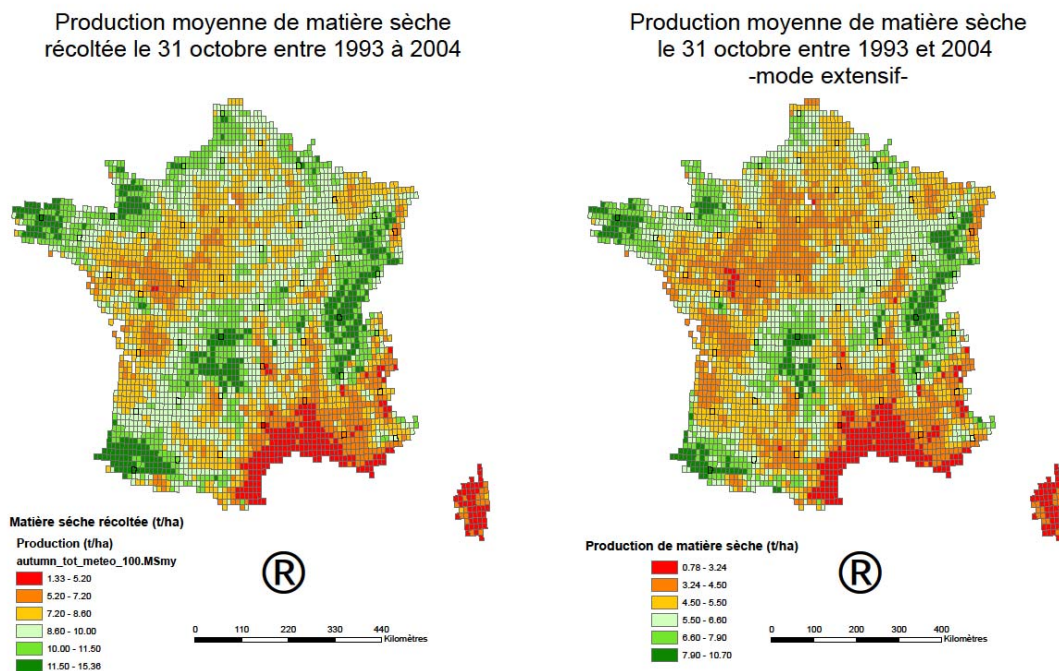 Production moyenne de matière sèche
récoltée le 31 octobre entre 1993 à 2004
Matière séche récoltée (t/ha)
Production (t/ha)
autumn_tot_meteo_100.MSmy
1.33 - 5.20
5.20 - 7.20
7.20 - 8.60
8.60 - 10.00
10.00 - 11.50
11.50 - 15.36
®
0 110 220 330 440
Kilomètres
Production moyenne de matière sèche
le 31 octobre entre 1993 et 2004
-mode extensif-
Production de matière sèche (t/ha)
0.78 - 3.24
3.24 - 4.50
4.50 - 5.50
5.50 - 6.60
6.60 - 7.90
7.90 - 10.70
®
0 100 200 300 400
Kilomètres